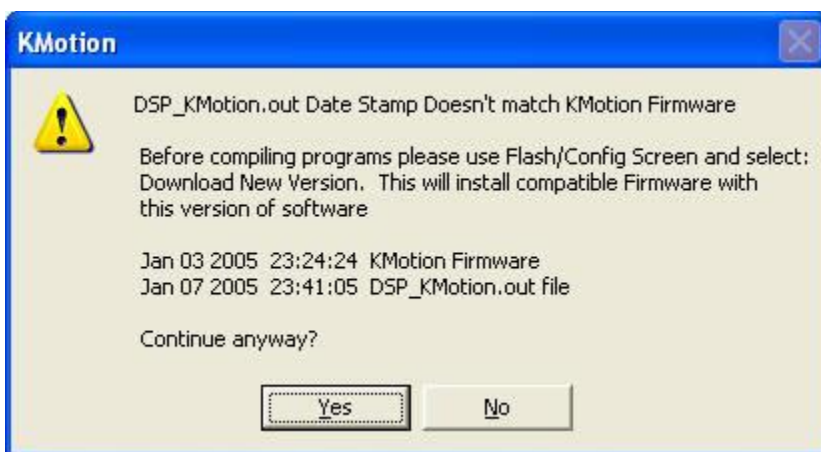 KMotion
DSP_KMotion.out Date Stamp Doesn't match KMotion Firmware
Before compiling programs please use Flash/Config Screen and select:
Download New Version. This will install compatible Firmware with
this version of software
Jan 03 2005 23:24:24 KMotion Firmware
Jan 07 2005 23:41:05 DSP_KMotion.out file
Continue anyway?
Yes No